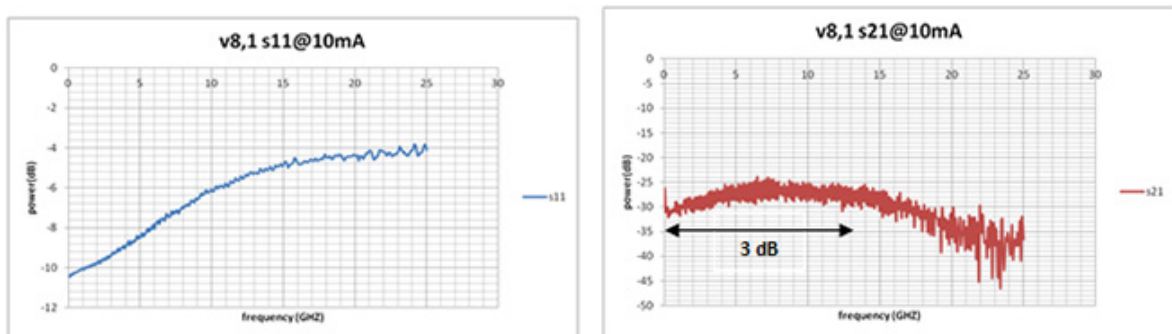 v8,1 s11@10mA
0
0 5 10 15 20 25 30
-2
-4
-6
-8
-10
-12
power(dB)
frequency (GHZ)
s11
v8,1 s21@10mA
0
0 5 10 15 20 25 30
-5
-10
-15
-20
-25
-30
-35
-40
-45
-50
power(dB)
3 dB
frequency (GHZ)
s21